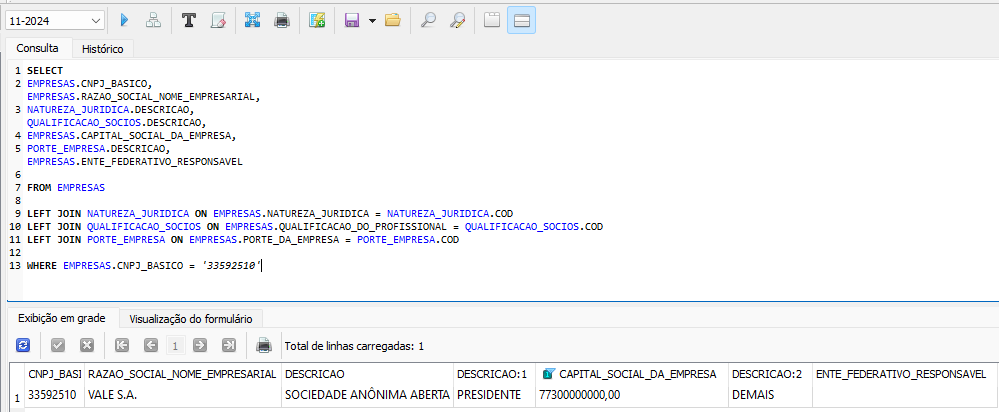 11-2024
Consulta Histórico
1 SELECT
2 EMPRESAS.CNPJ_BASICO,
EMPRESAS.RAZAO_SOCIAL_NOME_EMPRESARIAL,
3 NATUREZA_JURIDICA.DESCRICAO,
QUALIFICACAO_SOCIOS.DESCRICAO,
4 EMPRESAS.CAPITAL_SOCIAL_DA_EMPRESA,
5 PORTE_EMPRESA.DESCRICAO,
EMPRESAS.ENTE_FEDERATIVO_RESPONSAVEL
6
7 FROM EMPRESAS
8
9 LEFT JOIN NATUREZA_JURIDICA ON EMPRESAS.NATUREZA_JURIDICA = NATUREZA_JURIDICA.COD
10 LEFT JOIN QUALIFICACAO_SOCIOS ON EMPRESAS.QUALIFICACAO_DO_PROFISSIONAL = QUALIFICACAO_SOCIOS.COD
11 LEFT JOIN PORTE_EMPRESA ON EMPRESAS.PORTE_DA_EMPRESA = PORTE_EMPRESA.COD
12
13 WHERE EMPRESAS.CNPJ_BASICO = '33592510'
Exibição em grade Visualização do formulário
1 Total de linhas carregadas: 1
CNPJ_BASI RAZAO_SOCIAL_NOME_EMPRESARIAL DESCRICAO DESCRICAO:1 CAPITAL_SOCIAL_DA_EMPRESA DESCRICAO:2 ENTE_FEDERATIVO_RESPONSAVEL
1 33592510 VALE S.A. SOCIEDADE ANÔNIMA ABERTA PRESIDENTE 77300000000,00 DEMAIS